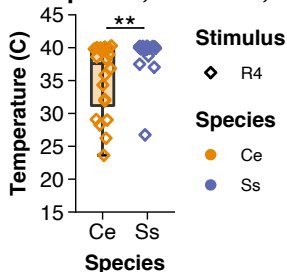 45
40
35
30
25
20
15
Temperature (C)
**
Ce Ss
Species
Stimulus
R4
Species
Ce
Ss